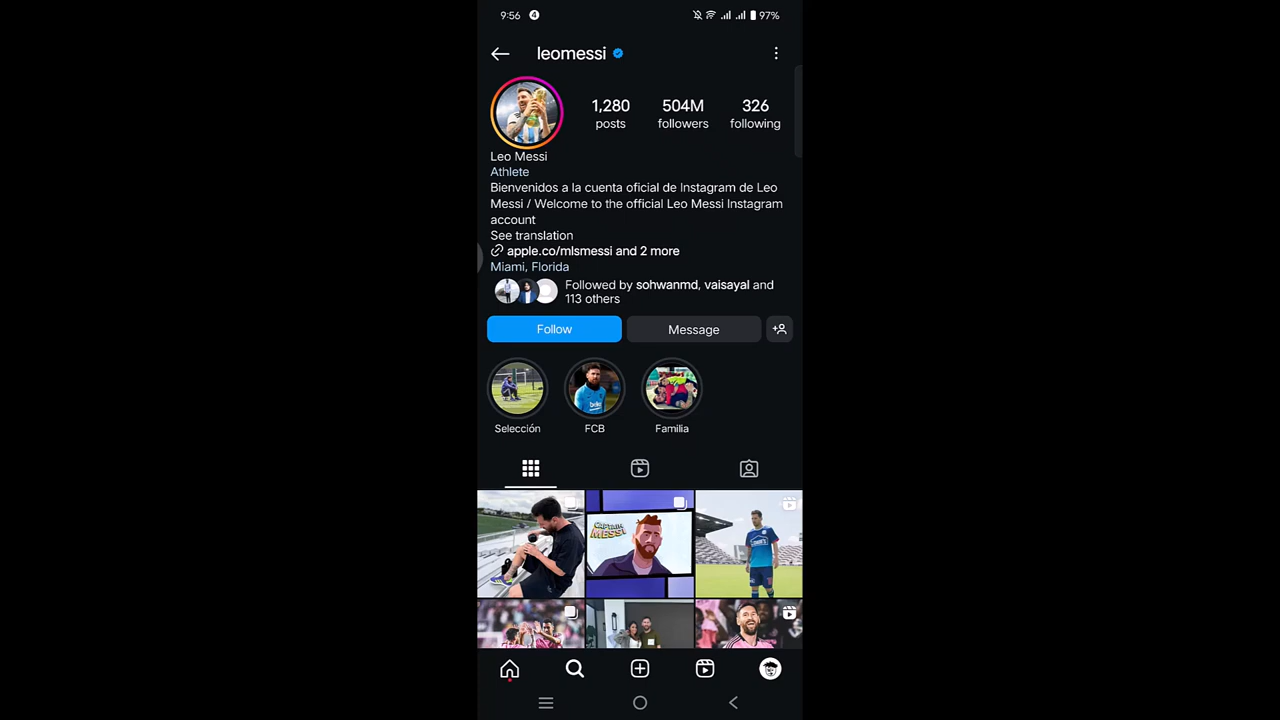 9:56 4 97%
leomessi
1,280 504M 326
posts followers following
Leo Messi
Athlete
Bienvenidos a la cuenta oficial de Instagram de Leo
Messi / Welcome to the official Leo Messi Instagram
account
See translation
apple.co/mlsmessi and 2 more
Miami, Florida
Followed by sohwanmd, vaisayal and
113 others
Follow Message
Selección FCB Familia
CAPTAIN
MESSI